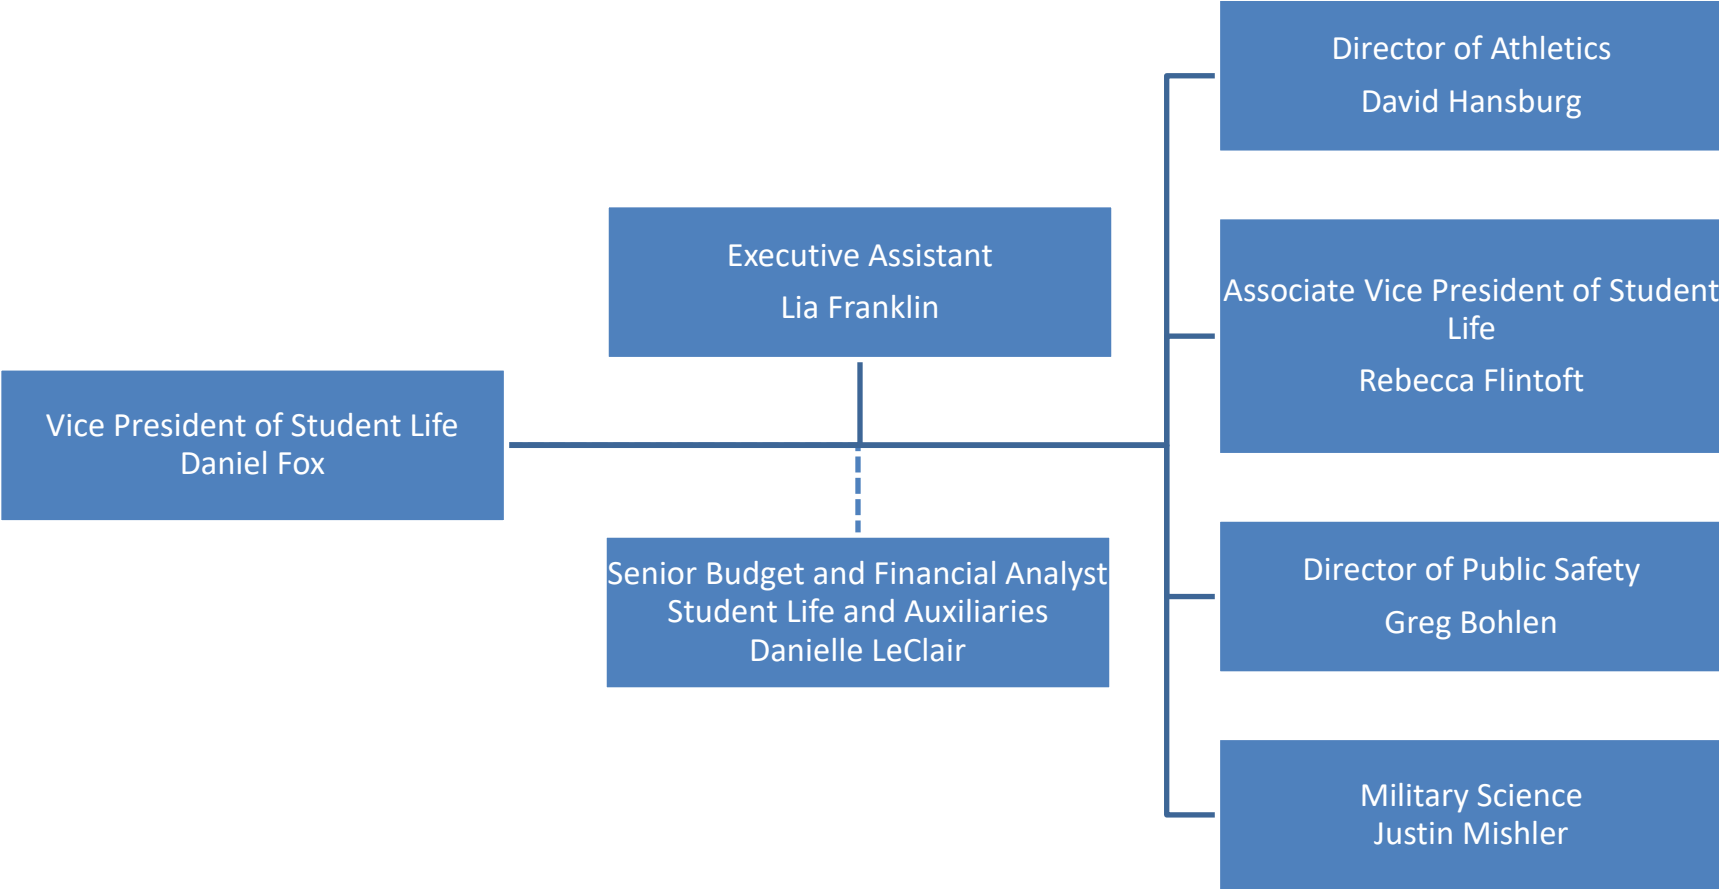 Director of Athletics
David Hansburg
Executive Assistant
Lia Franklin
Associate Vice President of Student
Life
Rebecca Flintoft
Vice President of Student Life
Daniel Fox
Senior Budget and Financial Analyst
Student Life and Auxiliaries
Danielle LeClair
Director of Public Safety
Greg Bohlen
Military Science
Justin Mishler